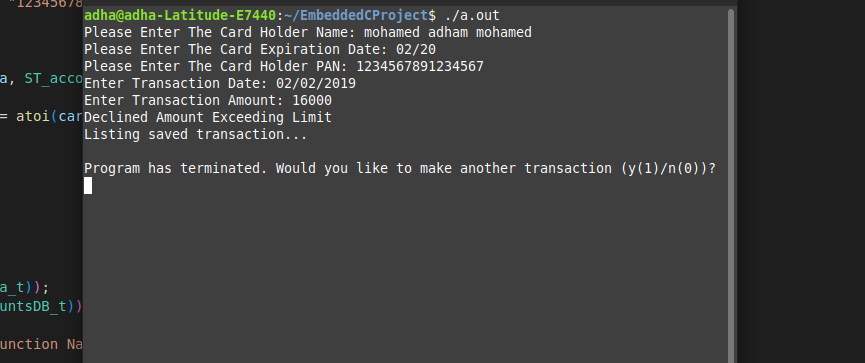 "12345678
adha@adha-Latitude-E7440:~/EmbeddedCProject$ ./a.out
Please Enter The Card Holder Name: mohamed adham mohamed
Please Enter The Card Expiration Date: 02/20
Please Enter The Card Holder PAN: 1234567891234567
a, ST_acco
Enter Transaction Date: 02/02/2019
Enter Transaction Amount: 16000
= atoi(car
Declined Amount Exceeding Limit
Listing saved transaction...
Program has terminated. Would you like to make another transaction (y(1)/n(0))?
a_t));
untsDB_t))
unction Na